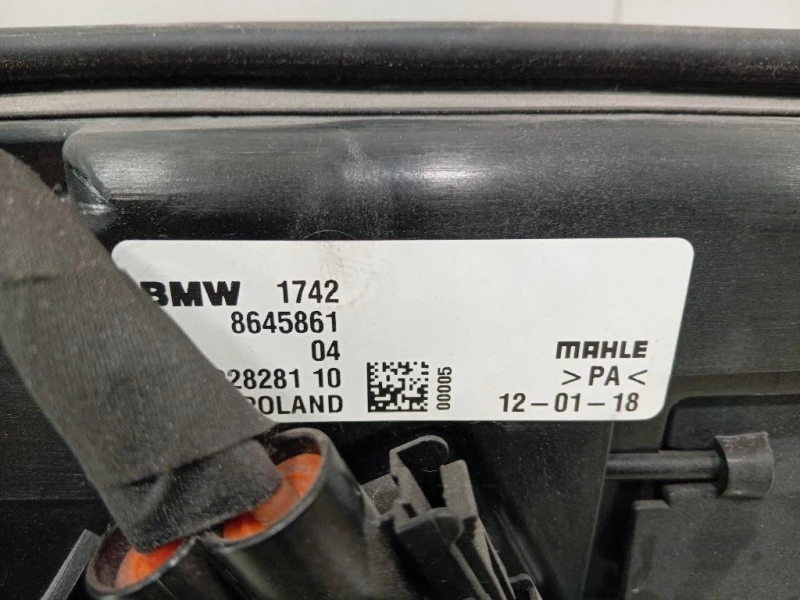 BMW 1742
8645861
04
28281 10
POLAND
00005
MAHLE
>PA<
12-01-18